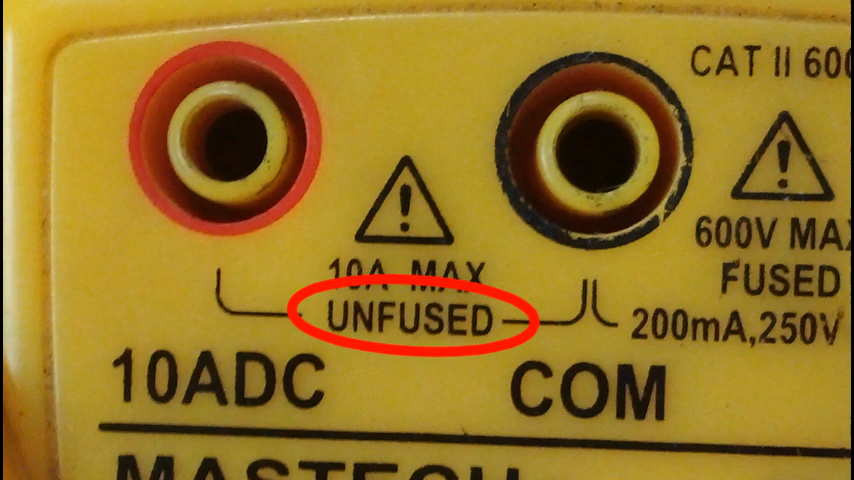 CAT II 600
10A MAX
UNFUSED
600V MAX
FUSED
200mA,250V
10ADC
COM
MASTECH